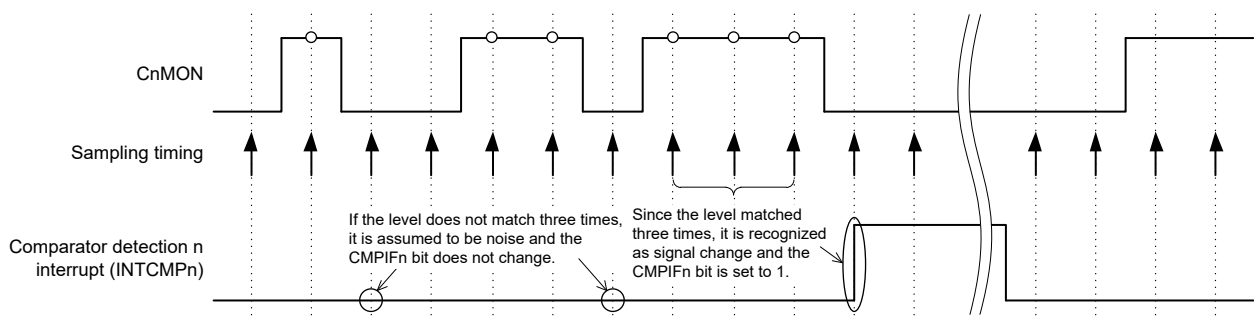 CnMON
Sampling timing
If the level does not match three times,
it is assumed to be noise and the
CMPIFn bit does not change.
Since the level matched
three times, it is recognized
as signal change and the
CMPIFn bit is set to 1.
Comparator detection n
interrupt (INTCMPn)